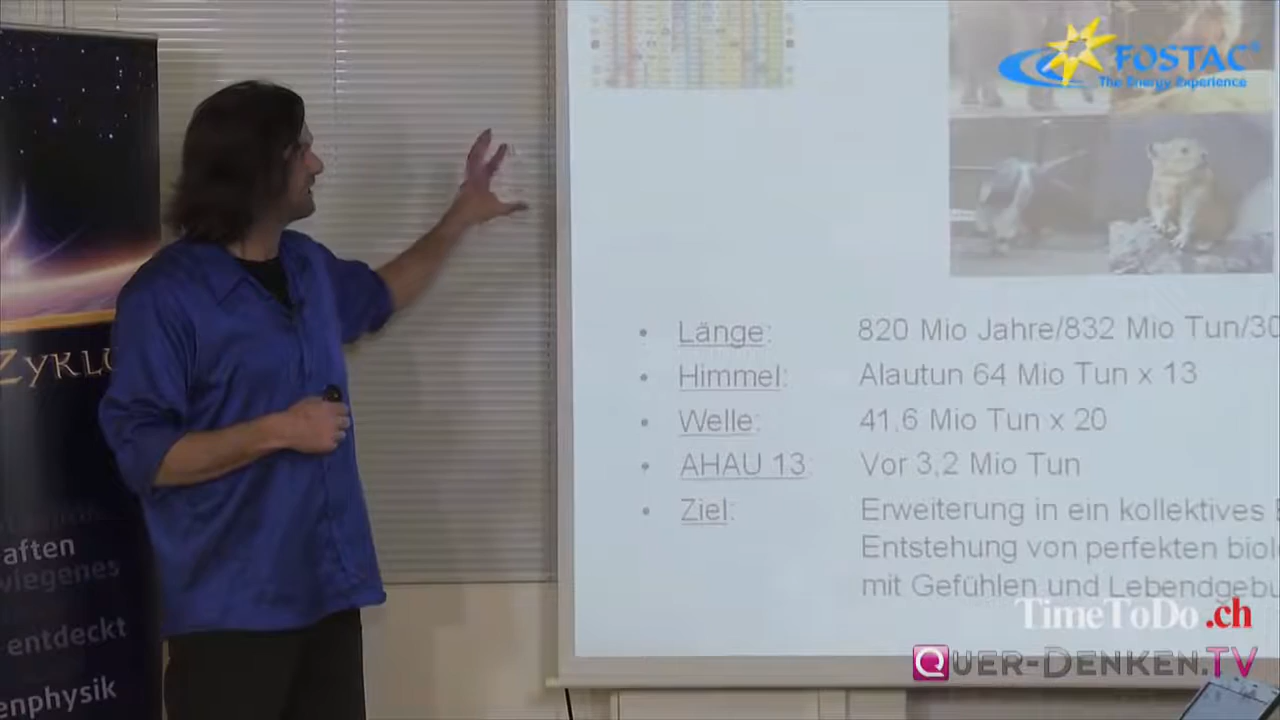 FOSTAC®
The Energy Experience
ZYKLU
Länge: 820 Mio Jahre/832 Mio Tun/30
Himmel: Alautun 64 Mio Tun x 13
Welle: 41,6 Mio Tun x 20
AHAU 13: Vor 3,2 Mio Tun
Ziel: Erweiterung in ein kollektives
Entstehung von perfekten biol
mit Gefühlen und Lebendgebu
aften
wiegenes
entdeckt
enphysik
TimeToDo.ch
QUER-DENKEN.TV